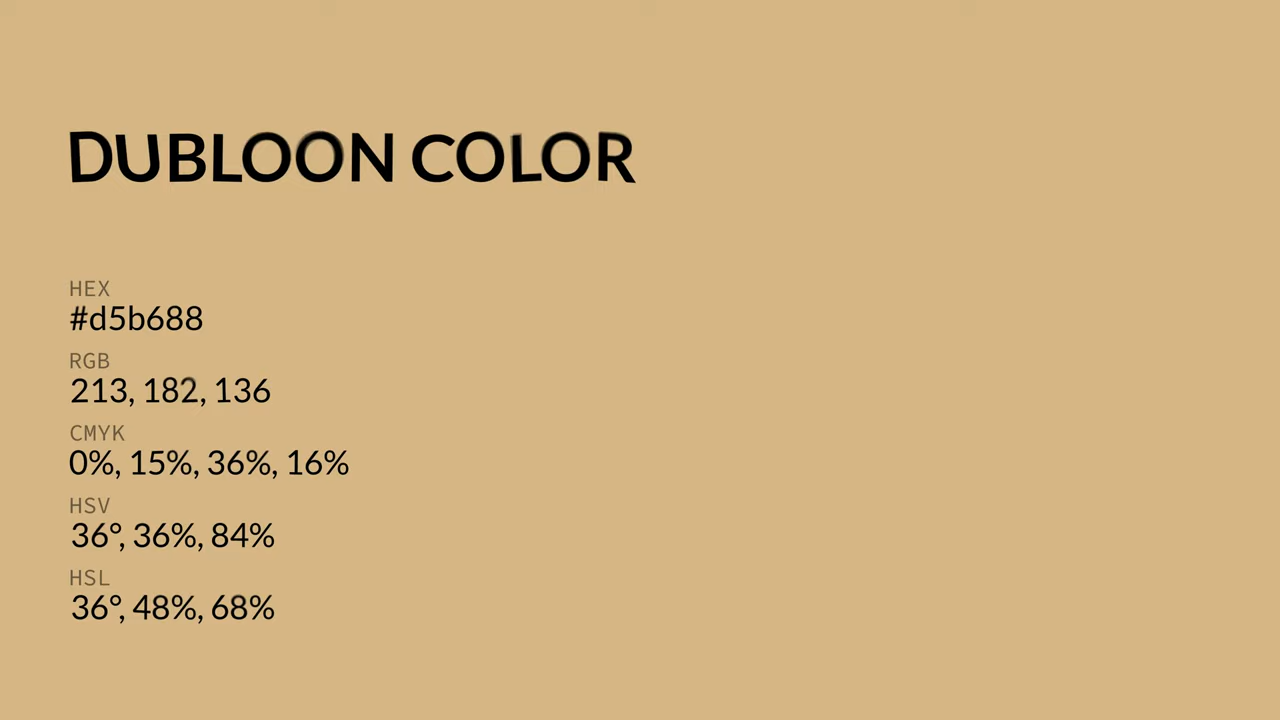 DUBLOON COLOR
HEX
#d5b688
RGB
213, 182, 136
CMYK
0%, 15%, 36%, 16%
HSV
36°, 36%, 84%
HSL
36°, 48%, 68%